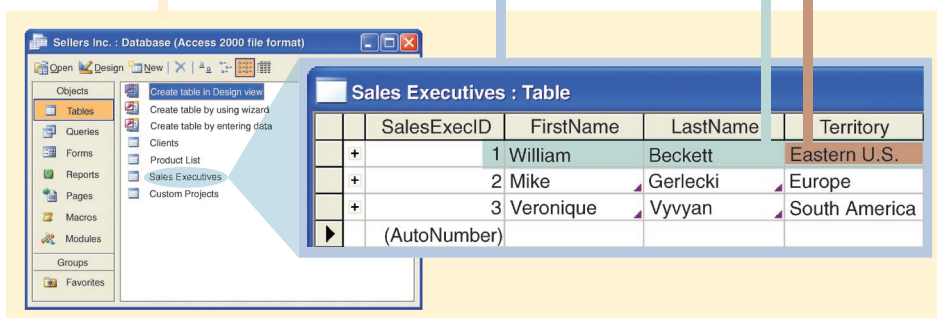 Sellers Inc. : Database (Access 2000 file format)
Open Design New
Objects
Tables
Queries
Forms
Reports
Pages
Macros
Modules
Groups
Favorites
Create table in Design view
Create table by using wizard
Create table by entering data
Clients
Product List
Sales Executives
Custom Projects
Sales Executives : Table
SalesExecID FirstName LastName Territory
1 William Beckett Eastern U.S.
2 Mike Gerlecki Europe
3 Veronique Vyvyan South America
(AutoNumber)